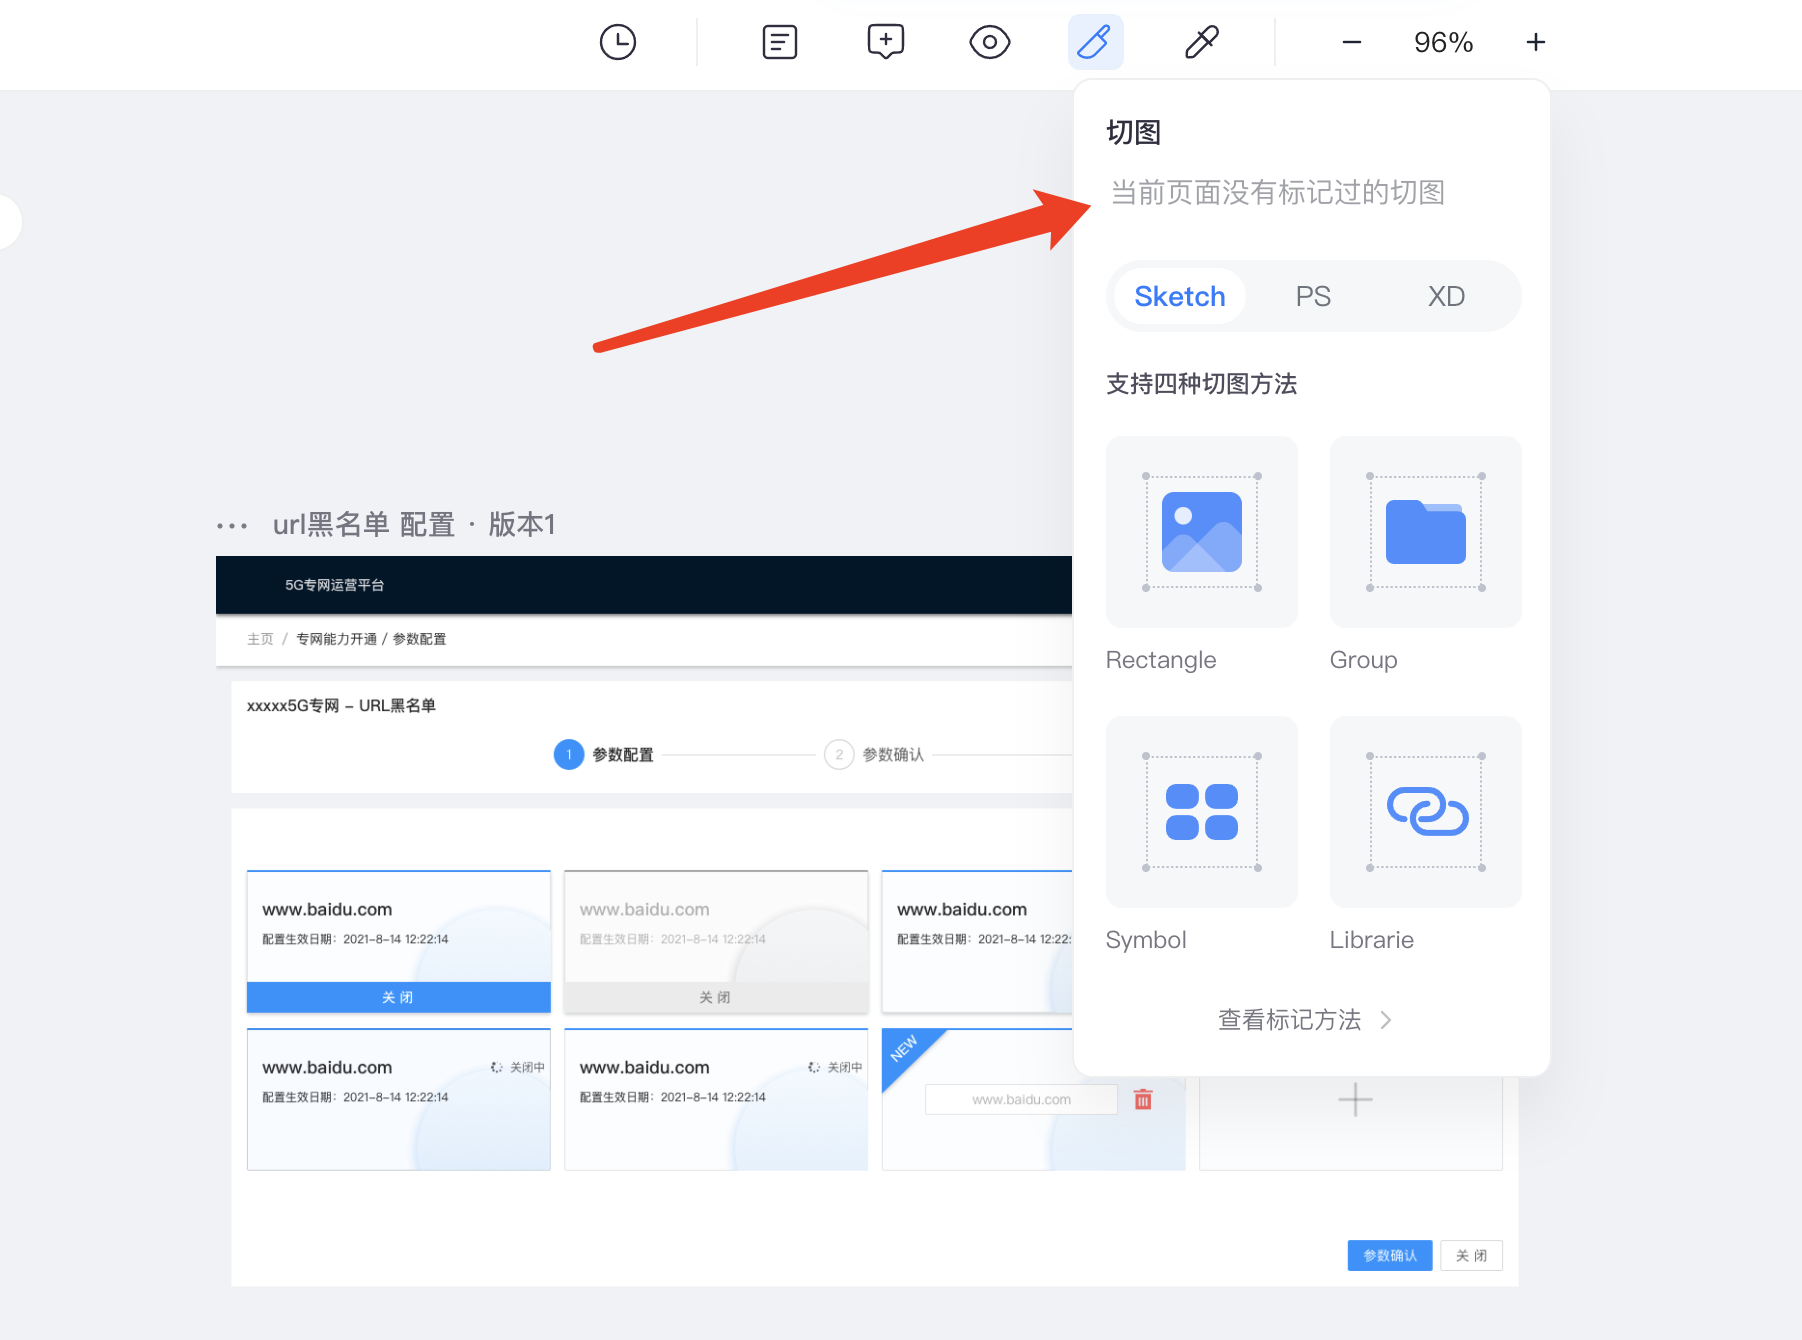 96%
切图
当前页面没有标记过的切图
Sketch PS XD
支持四种切图方法
Rectangle Group
Symbol Librarie
查看标记方法
url黑名单 配置 · 版本1
5G专网运营平台
主页 / 专网能力开通 / 参数配置
xxxxx5G专网 – URL黑名单
1 参数配置 2 参数确认
www.baidu.com www.baidu.com www.baidu.com
配置生效日期：2021-8-14 12:22:14 配置生效日期：2021-8-14 12:22:14 配置生效日期：2021-8-14 12:22:
关 闭 关 闭
www.baidu.com 关闭中 www.baidu.com 关闭中 NEW
配置生效日期：2021-8-14 12:22:14 配置生效日期：2021-8-14 12:22:14 www.baidu.com
参数确认 关 闭